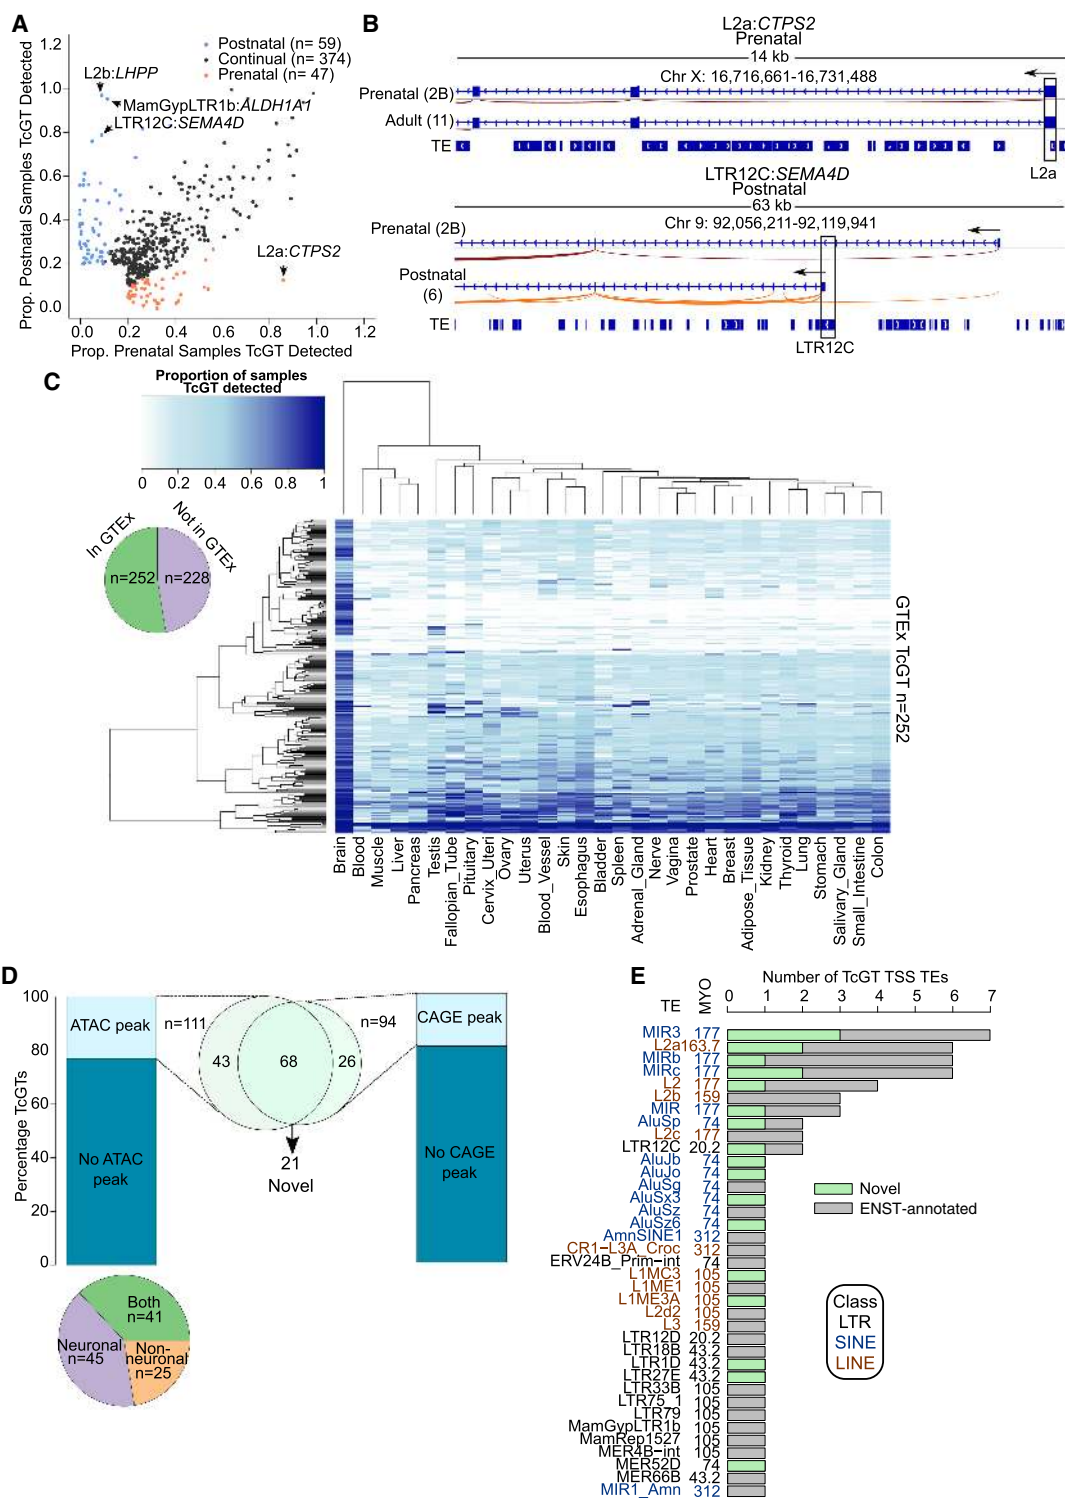 A
Prop. Postnatal Samples TcGT Detected
1.2
1.0
0.8
0.6
0.4
0.2
0.0
0.0 0.2 0.4 0.6 0.8 1.0 1.2
Prop. Prenatal Samples TcGT Detected
Postnatal (n= 59)
Continual (n= 374)
Prenatal (n= 47)
L2b:LHPP
MamGypLTR1b:ALDH1A1
LTR12C:SEMA4D
L2a:CTPS2
B
L2a:CTPS2
Prenatal
14 kb
Chr X: 16,716,661-16,731,488
Prenatal (2B)
Adult (11)
TE
L2a
LTR12C:SEMA4D
Postnatal
63 kb
Chr 9: 92,056,211-92,119,941
Prenatal (2B)
Postnatal
(6)
TE
LTR12C
C
Proportion of samples
TcGT detected
0 0.2 0.4 0.6 0.8 1
In GTEx
Not in GTEx
n=252
n=228
GTEx TcGT n=252
Brain
Blood
Muscle
Liver
Pancreas
Testis
Fallopian_Tube
Pituitary
Cervix_Uteri
Ovary
Uterus
Blood_Vessel
Skin
Esophagus
Bladder
Spleen
Adrenal_Gland
Nerve
Vagina
Prostate
Heart
Breast
Adipose_Tissue
Kidney
Thyroid
Lung
Stomach
Salivary_Gland
Small_Intestine
Colon
D
Percentage TcGTs
100
80
60
40
20
0
ATAC peak
No ATAC
peak
n=111
n=94
43
68
26
21
Novel
CAGE peak
No CAGE
peak
Both
n=41
Neuronal
n=45
Non-
neuronal
n=25
E
Number of TcGT TSS TEs
TE MYO 0 1 2 3 4 5 6 7
MIR3 177
L2a 163.7
MIRb 177
MIRc 177
L2 177
L2b 159
MIR 177
AluSp 74
L2c 177
LTR12C 20.2
AluJb 74
AluJo 74
AluSg 74
AluSx3 74
AluSz 74
AluSz6 74
AmnSINE1 312
CR1−L3A_Croc 312
ERV24B_Prim−int 74
L1MC3 105
L1ME1 105
L1ME3A 105
L2d2 105
L3 159
LTR12D 20.2
LTR18B 43.2
LTR1D 43.2
LTR27E 43.2
LTR33B 105
LTR75_1 105
LTR79 105
MamGypLTR1b 105
MamRep1527 105
MER4B−int 105
MER52D 74
MER66B 43.2
MIR1_Amn 312
Novel
ENST-annotated
Class
LTR
SINE
LINE